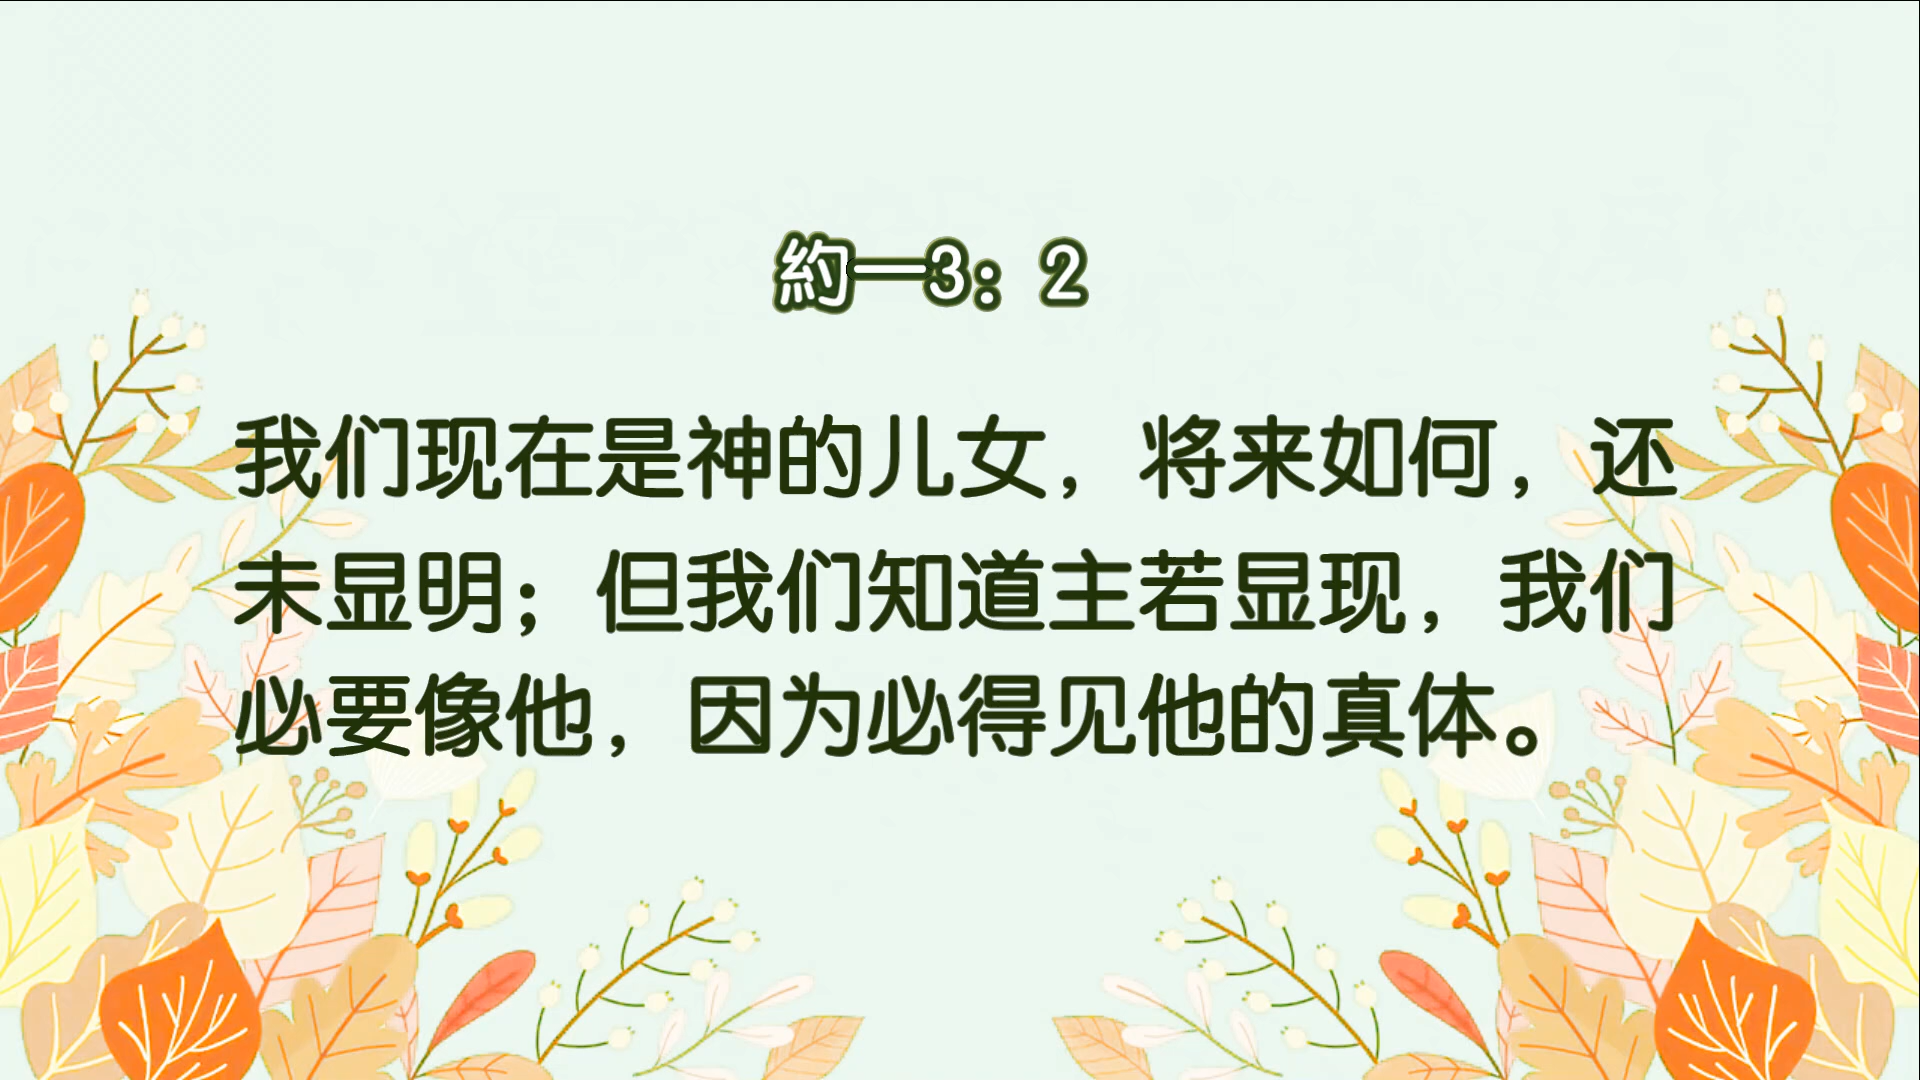 約一3：2
我们现在是神的儿女，将来如何，还
未显明；但我们知道主若显现，我们
必要像他，因为必得见他的真体。